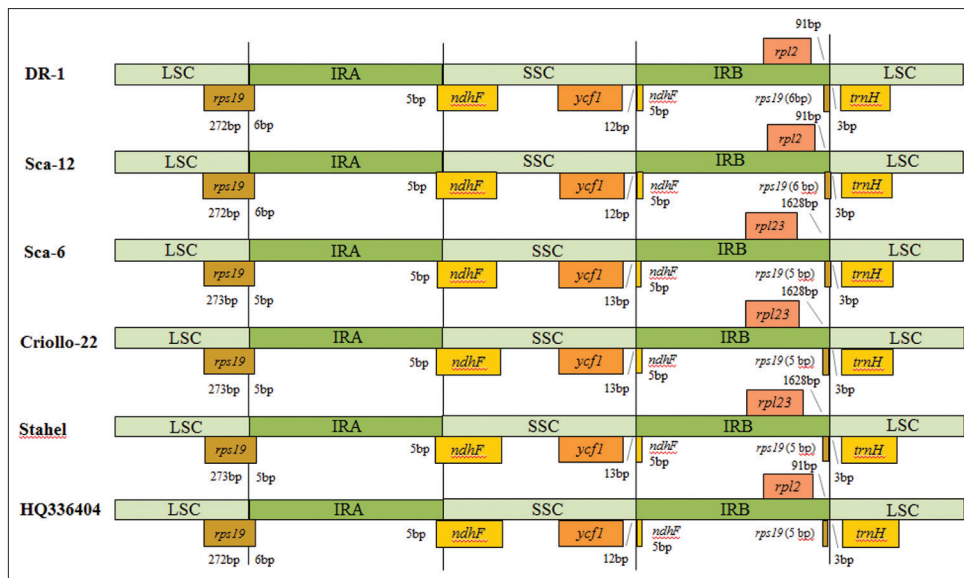 91bp
rpl2
DR-1 LSC IRA SSC IRB LSC
rps19 5bp ndhF ycf1 ndhF rps19 (6bp) trnH
272bp 6bp 12bp 5bp 91bp 3bp
rpl2
Sca-12 LSC IRA SSC IRB LSC
rps19 5bp ndhF ycf1 ndhF rps19 (6 bp) trnH
272bp 6bp 12bp 5bp 1628bp 3bp
rpl23
Sca-6 LSC IRA SSC IRB LSC
rps19 5bp ndhF ycf1 ndhF rps19 (5 bp) trnH
273bp 5bp 13bp 5bp 1628bp 3bp
rpl23
Criollo-22 LSC IRA SSC IRB LSC
rps19 5bp ndhF ycf1 ndhF rps19 (5 bp) trnH
273bp 5bp 13bp 5bp 1628bp 3bp
rpl23
Stahel LSC IRA SSC IRB LSC
rps19 5bp ndhF ycf1 ndhF rps19 (5 bp) trnH
273bp 5bp 13bp 5bp 91bp 3bp
rpl2
HQ336404 LSC IRA SSC IRB LSC
rps19 5bp ndhF ycf1 ndhF rps19 (5 bp) trnH
272bp 6bp 12bp 5bp 3bp